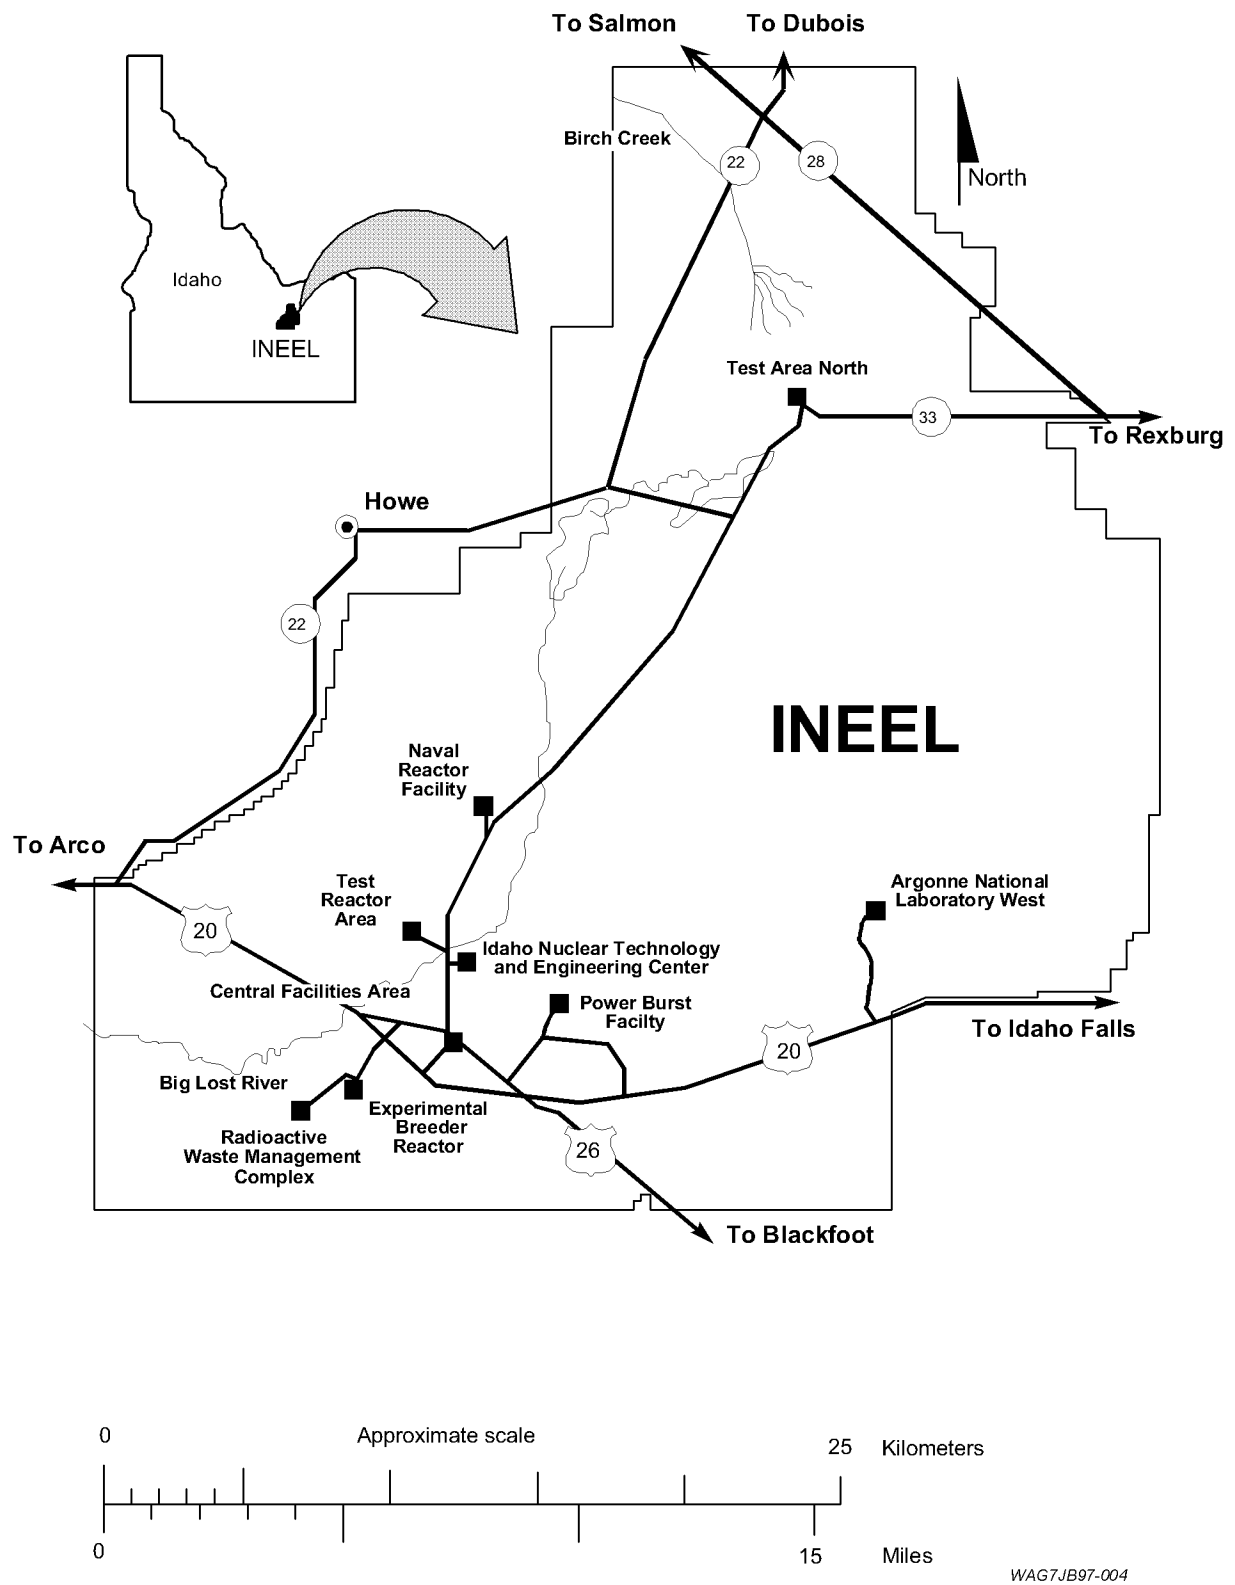 To Salmon
To Dubois
Birch Creek
22
28
North
Idaho
INEEL
Test Area North
33
To Rexburg
Howe
22
INEEL
Naval
Reactor
Facility
To Arco
Test
Reactor
Area
Argonne National
Laboratory West
20
Idaho Nuclear Technology
and Engineering Center
Central Facilities Area
Power Burst
Facilty
To Idaho Falls
20
Big Lost River
Experimental
Breeder
Reactor
Radioactive
Waste Management
Complex
26
To Blackfoot
0
Approximate scale
25
Kilometers
0
15
Miles
WAG7JB97-004